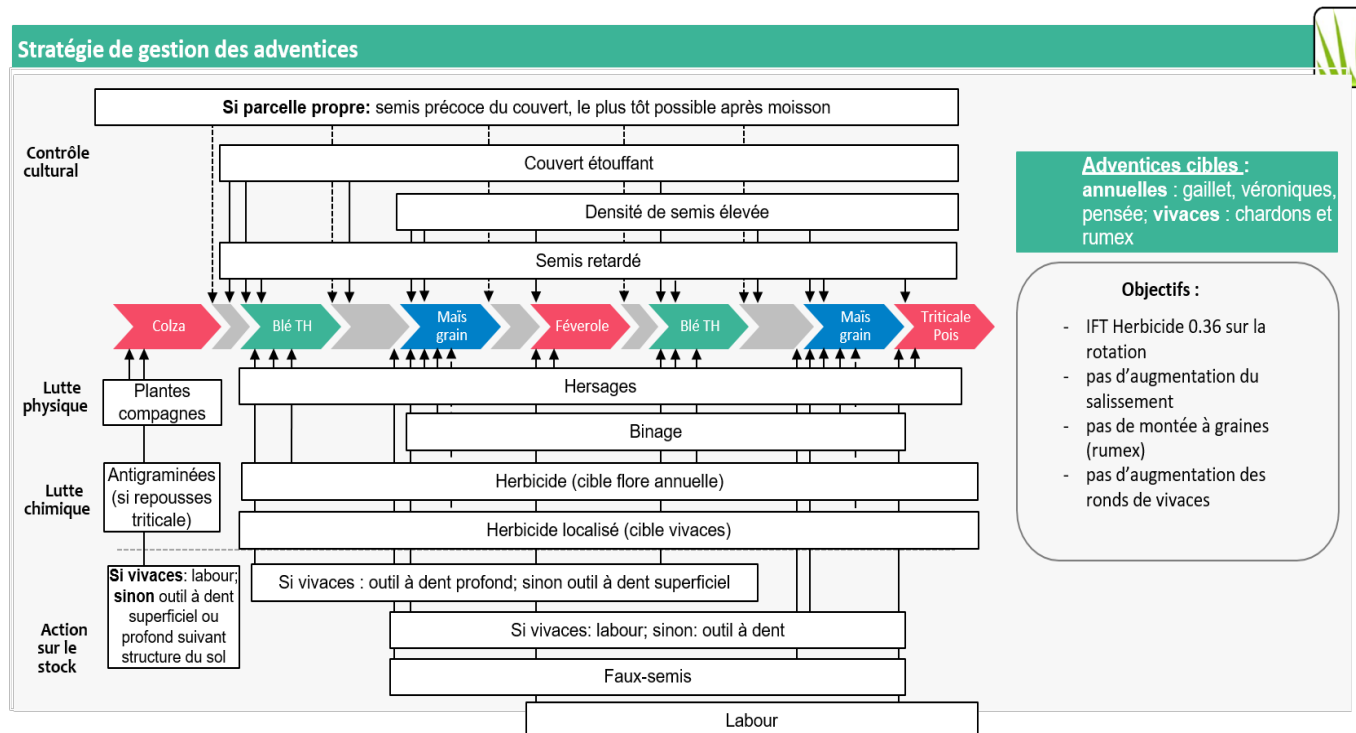 Stratégie de gestion des adventices
Si parcelle propre: semis précoce du couvert, le plus tôt possible après moisson
Contrôle
cultural
Couvert étouffant
Densité de semis élevée
Semis retardé
Adventices cibles :
annuelles : gaillet, véroniques,
pensée; vivaces : chardons et
rumex
Colza
Blé TH
Maïs
grain
Féverole
Blé TH
Maïs
grain
Triticale
Pois
Objectifs :
- IFT Herbicide 0.36 sur la
rotation
- pas d’augmentation du
salissement
- pas de montée à graines
(rumex)
- pas d’augmentation des
ronds de vivaces
Lutte
physique
Plantes
compagnes
Hersages
Binage
Lutte
chimique
Antigraminées
(si repousses
triticale)
Herbicide (cible flore annuelle)
Herbicide localisé (cible vivaces)
Action
sur le
stock
Si vivaces: labour;
sinon outil à dent
superficiel ou
profond suivant
structure du sol
Si vivaces : outil à dent profond; sinon outil à dent superficiel
Si vivaces: labour; sinon: outil à dent
Faux-semis
Labour